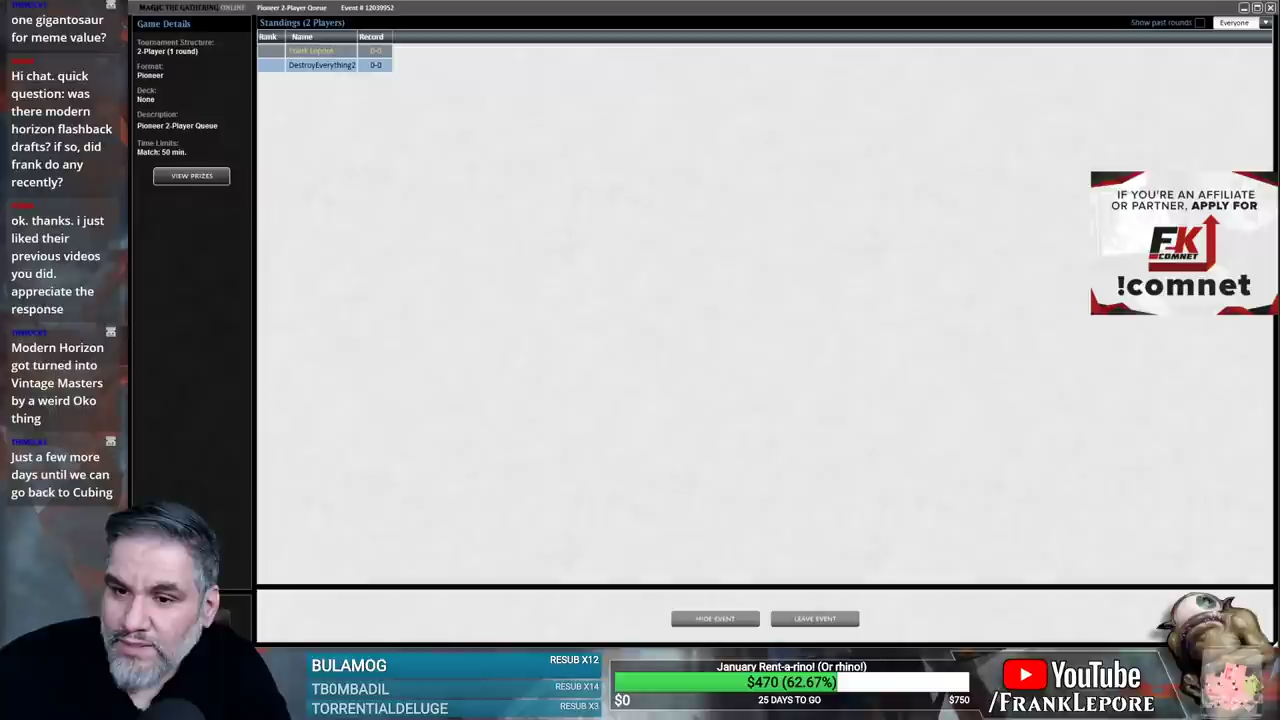 one gigantosaur
for meme value?
Hi chat. quick
question: was
there modern
horizon flashback
drafts? if so, did
frank do any
recently?
ok. thanks. i just
liked their
previous videos
you did.
appreciate the
response
Modern Horizon
got turned into
Vintage Masters
by a weird Oko
thing
Just a few more
days until we can
go back to Cubing
MAGIC THE GATHERING ONLINE Pioneer 2-Player Queue Event # 12039952
Game Details
Tournament Structure:
2-Player (1 round)
Format:
Pioneer
Deck:
None
Description:
Pioneer 2-Player Queue
Time Limits:
Match: 50 min.
VIEW PRIZES
Standings (2 Players)
Show past rounds Everyone
Rank Name Record
Frank Lepore 0-0
DestroyEverything2 0-0
IF YOU'RE AN AFFILIATE
OR PARTNER, APPLY FOR
FK
COMNET
!comnet
HIDE EVENT LEAVE EVENT
BULAMOG RESUB X12
TB0MBADIL RESUB X14
TORRENTIALDELUGE RESUB X3
January Rent-a-rino! (Or rhino!)
$470 (62.67%)
$0 25 DAYS TO GO $750
YouTube
/FRANKLEPORE